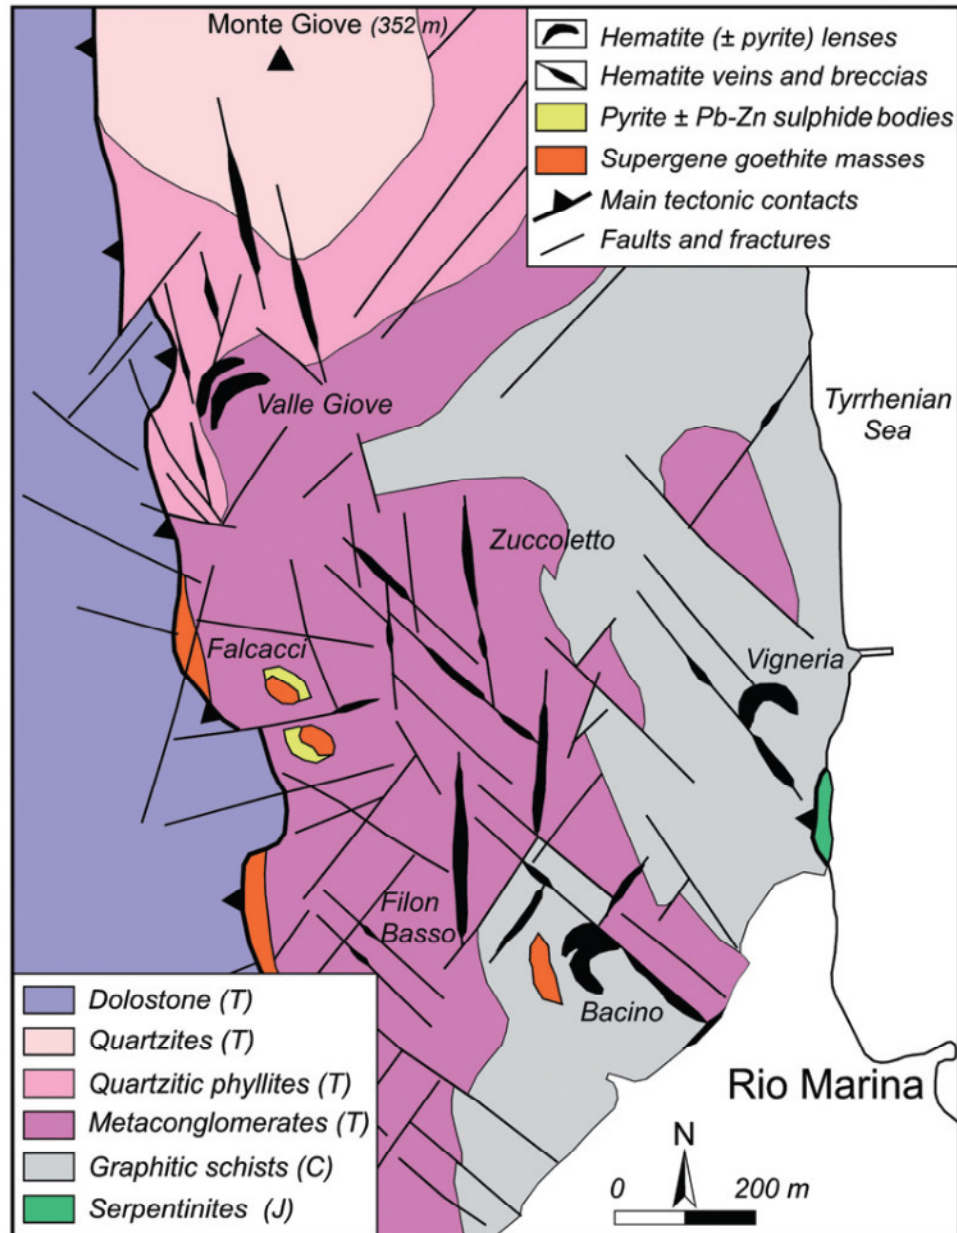 Monte Giove (352 m)
Hematite (± pyrite) lenses
Hematite veins and breccias
Pyrite ± Pb-Zn sulphide bodies
Supergene goethite masses
Main tectonic contacts
Faults and fractures
Valle Giove
Tyrrhenian
Sea
Zuccoletto
Falcacci
Vigneria
Filon
Basso
Bacino
Dolostone (T)
Quartzites (T)
Quartzitic phyllites (T)
Metaconglomerates (T)
Graphitic schists (C)
Serpentinites (J)
Rio Marina
N
0 200 m